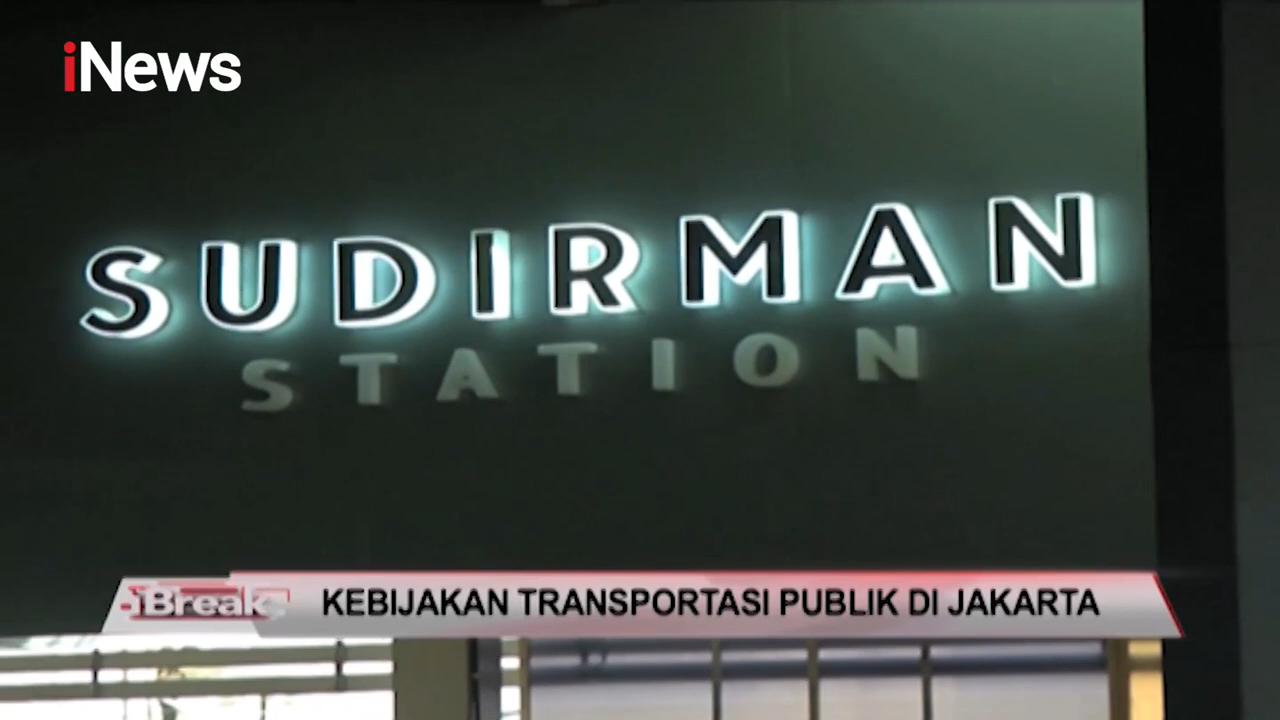 iNews
SUDIRMAN
STATION
iBreak
KEBIJAKAN TRANSPORTASI PUBLIK DI JAKARTA